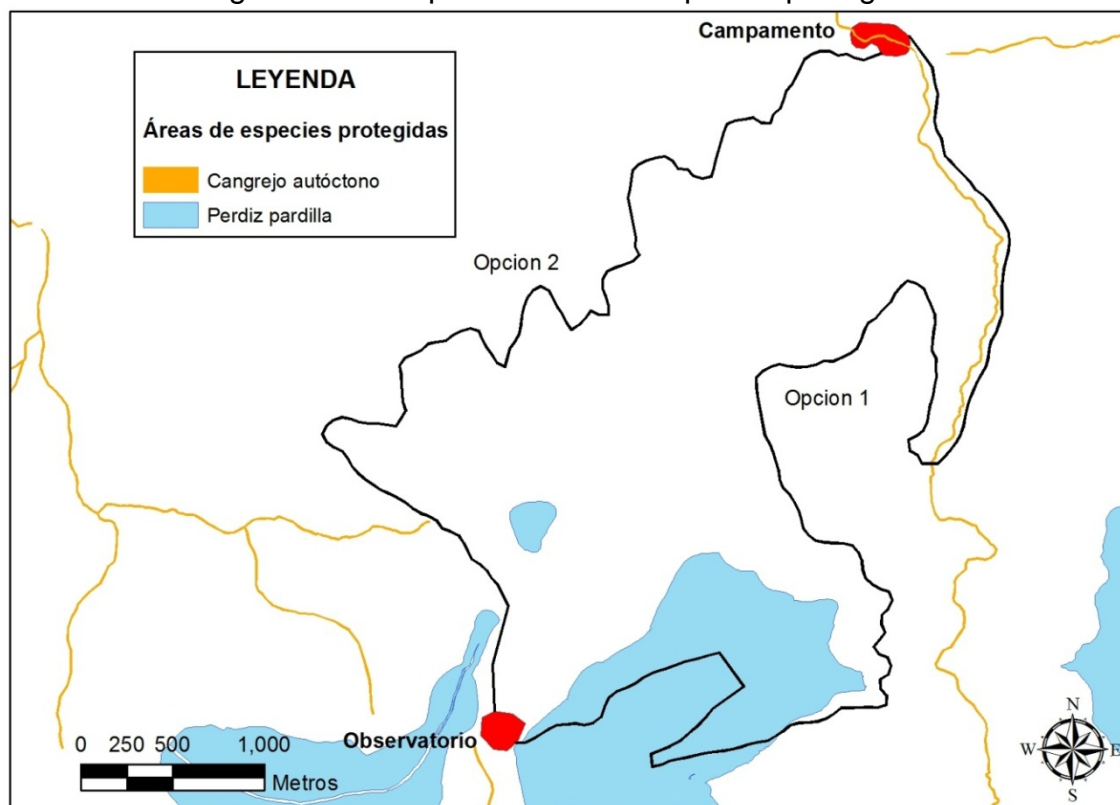 Campamento
LEYENDA
Áreas de especies protegidas
Cangrejo autóctono
Perdiz pardilla
Opcion 2
Opcion 1
Observatorio
0 250 500 1,000
Metros
N
W E
S